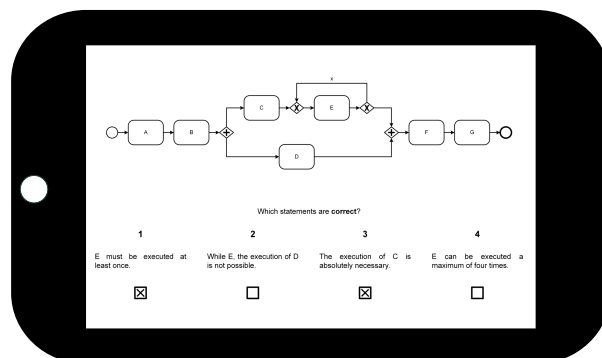 x
C
E
A
B
F
G
D
Which statements are correct?
1
2
3
4
E must be executed at
least once.
While E, the execution of D
is not possible.
The execution of C is
absolutely necessary.
E can be executed a
maximum of four times.